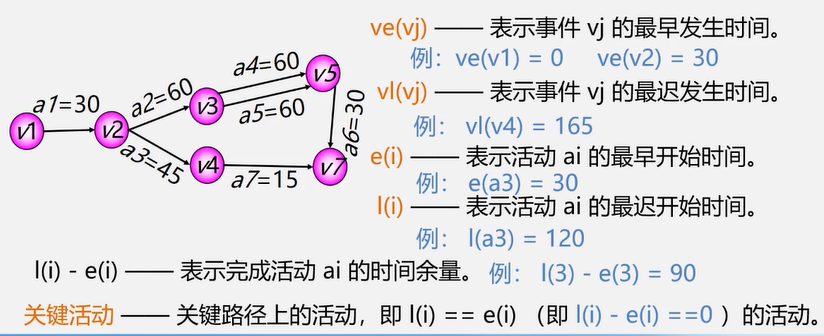 ve(vj) —— 表示事件 vj 的最早发生时间。
例：ve(v1) = 0 ve(v2) = 30
vl(vj) —— 表示事件 vj 的最迟发生时间。
例： vl(v4) = 165
e(i) —— 表示活动 ai 的最早开始时间。
例： e(a3) = 30
l(i) —— 表示活动 ai 的最迟开始时间。
例： l(a3) = 120
a4=60
v5
a2=60
v3
a5=60
a1=30
v1
v2
a6=30
a3=45
v4
a7=15
v7
l(i) - e(i) —— 表示完成活动 ai 的时间余量。 例： l(3) - e(3) = 90
关键活动 —— 关键路径上的活动，即 l(i) == e(i) （即 l(i) - e(i) ==0 ）的活动。